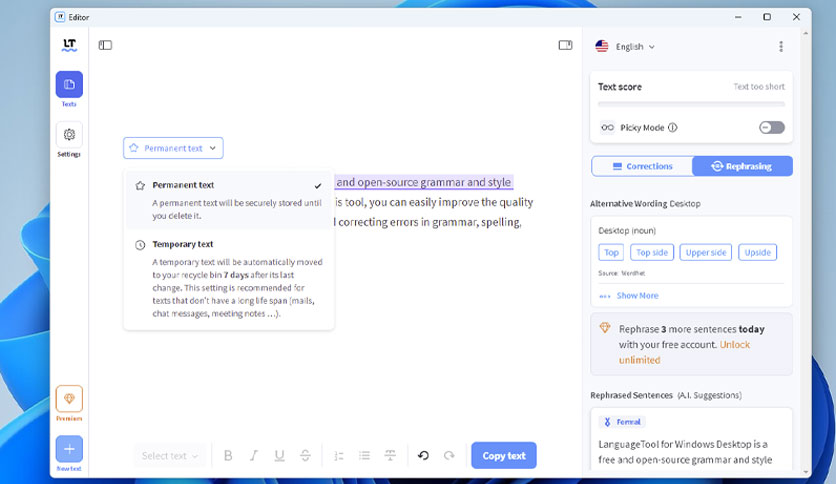 LT Editor
LT
Texts
Settings
Premium
New text
Permanent text
Permanent text
A permanent text will be securely stored until
you delete it.
Temporary text
A temporary text will be automatically moved
to your recycle bin 7 days after its last
change. This setting is recommended for
texts that don't have a long life span (mails,
chat messages, meeting notes ...).
and open-source grammar and style
is tool, you can easily improve the quality
d correcting errors in grammar, spelling,
Select text
B I U S
Copy text
English
Text score Text too short
Picky Mode
Corrections Rephrasing
Alternative Wording Desktop
Desktop (noun)
Top Top side Upper side Upside
Source: WordNet
Show More
Rephrase 3 more sentences today
with your free account. Unlock
unlimited
Rephrased Sentences (A.I. Suggestions)
Formal
LanguageTool for Windows Desktop is a
free and open-source grammar and style